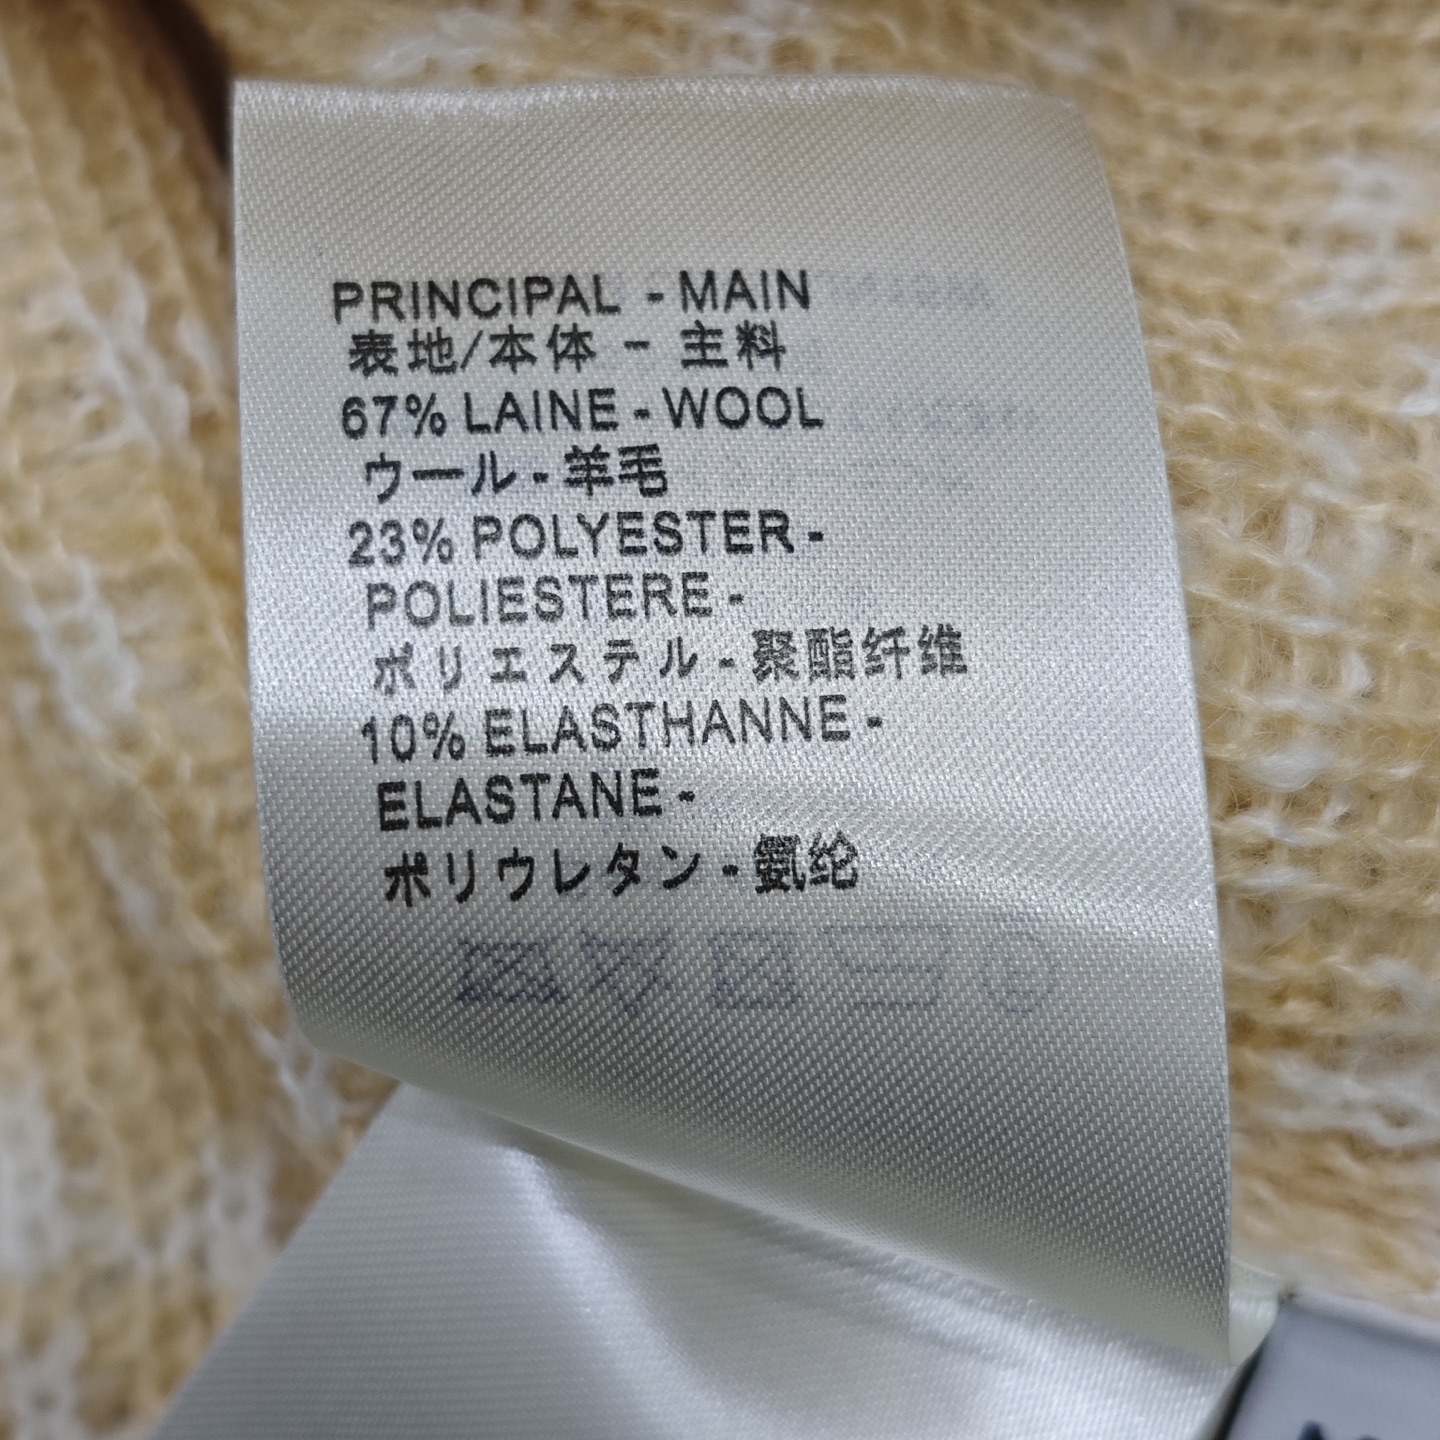 PRINCIPAL - MAIN
表地/本体 - 主料
67% LAINE - WOOL
ウール - 羊毛
23% POLYESTER -
POLIESTERE -
ポリエステル - 聚酯纤维
10% ELASTHANNE -
ELASTANE -
ポリウレタン - 氨纶